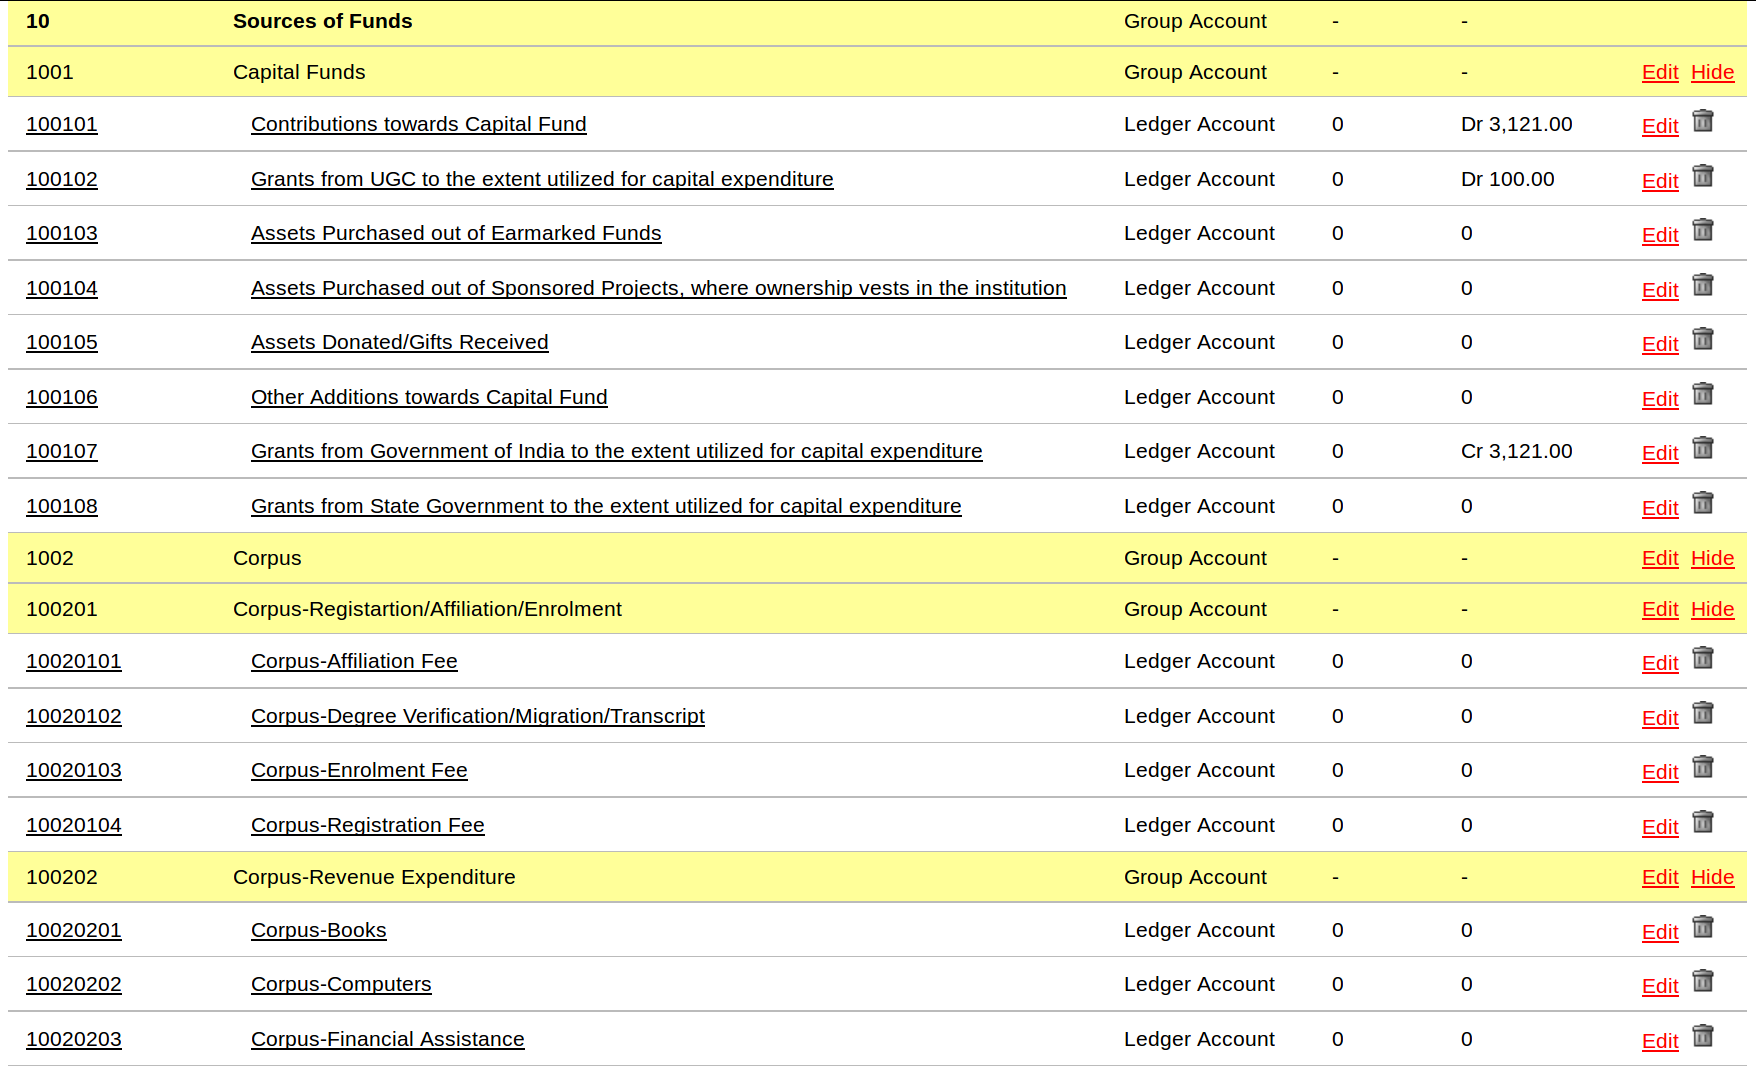 10 Sources of Funds Group Account - -
1001 Capital Funds Group Account - - Edit Hide
100101 Contributions towards Capital Fund Ledger Account 0 Dr 3,121.00 Edit
100102 Grants from UGC to the extent utilized for capital expenditure Ledger Account 0 Dr 100.00 Edit
100103 Assets Purchased out of Earmarked Funds Ledger Account 0 0 Edit
100104 Assets Purchased out of Sponsored Projects, where ownership vests in the institution Ledger Account 0 0 Edit
100105 Assets Donated/Gifts Received Ledger Account 0 0 Edit
100106 Other Additions towards Capital Fund Ledger Account 0 0 Edit
100107 Grants from Government of India to the extent utilized for capital expenditure Ledger Account 0 Cr 3,121.00 Edit
100108 Grants from State Government to the extent utilized for capital expenditure Ledger Account 0 0 Edit
1002 Corpus Group Account - - Edit Hide
100201 Corpus-Registartion/Affiliation/Enrolment Group Account - - Edit Hide
10020101 Corpus-Affiliation Fee Ledger Account 0 0 Edit
10020102 Corpus-Degree Verification/Migration/Transcript Ledger Account 0 0 Edit
10020103 Corpus-Enrolment Fee Ledger Account 0 0 Edit
10020104 Corpus-Registration Fee Ledger Account 0 0 Edit
100202 Corpus-Revenue Expenditure Group Account - - Edit Hide
10020201 Corpus-Books Ledger Account 0 0 Edit
10020202 Corpus-Computers Ledger Account 0 0 Edit
10020203 Corpus-Financial Assistance Ledger Account 0 0 Edit